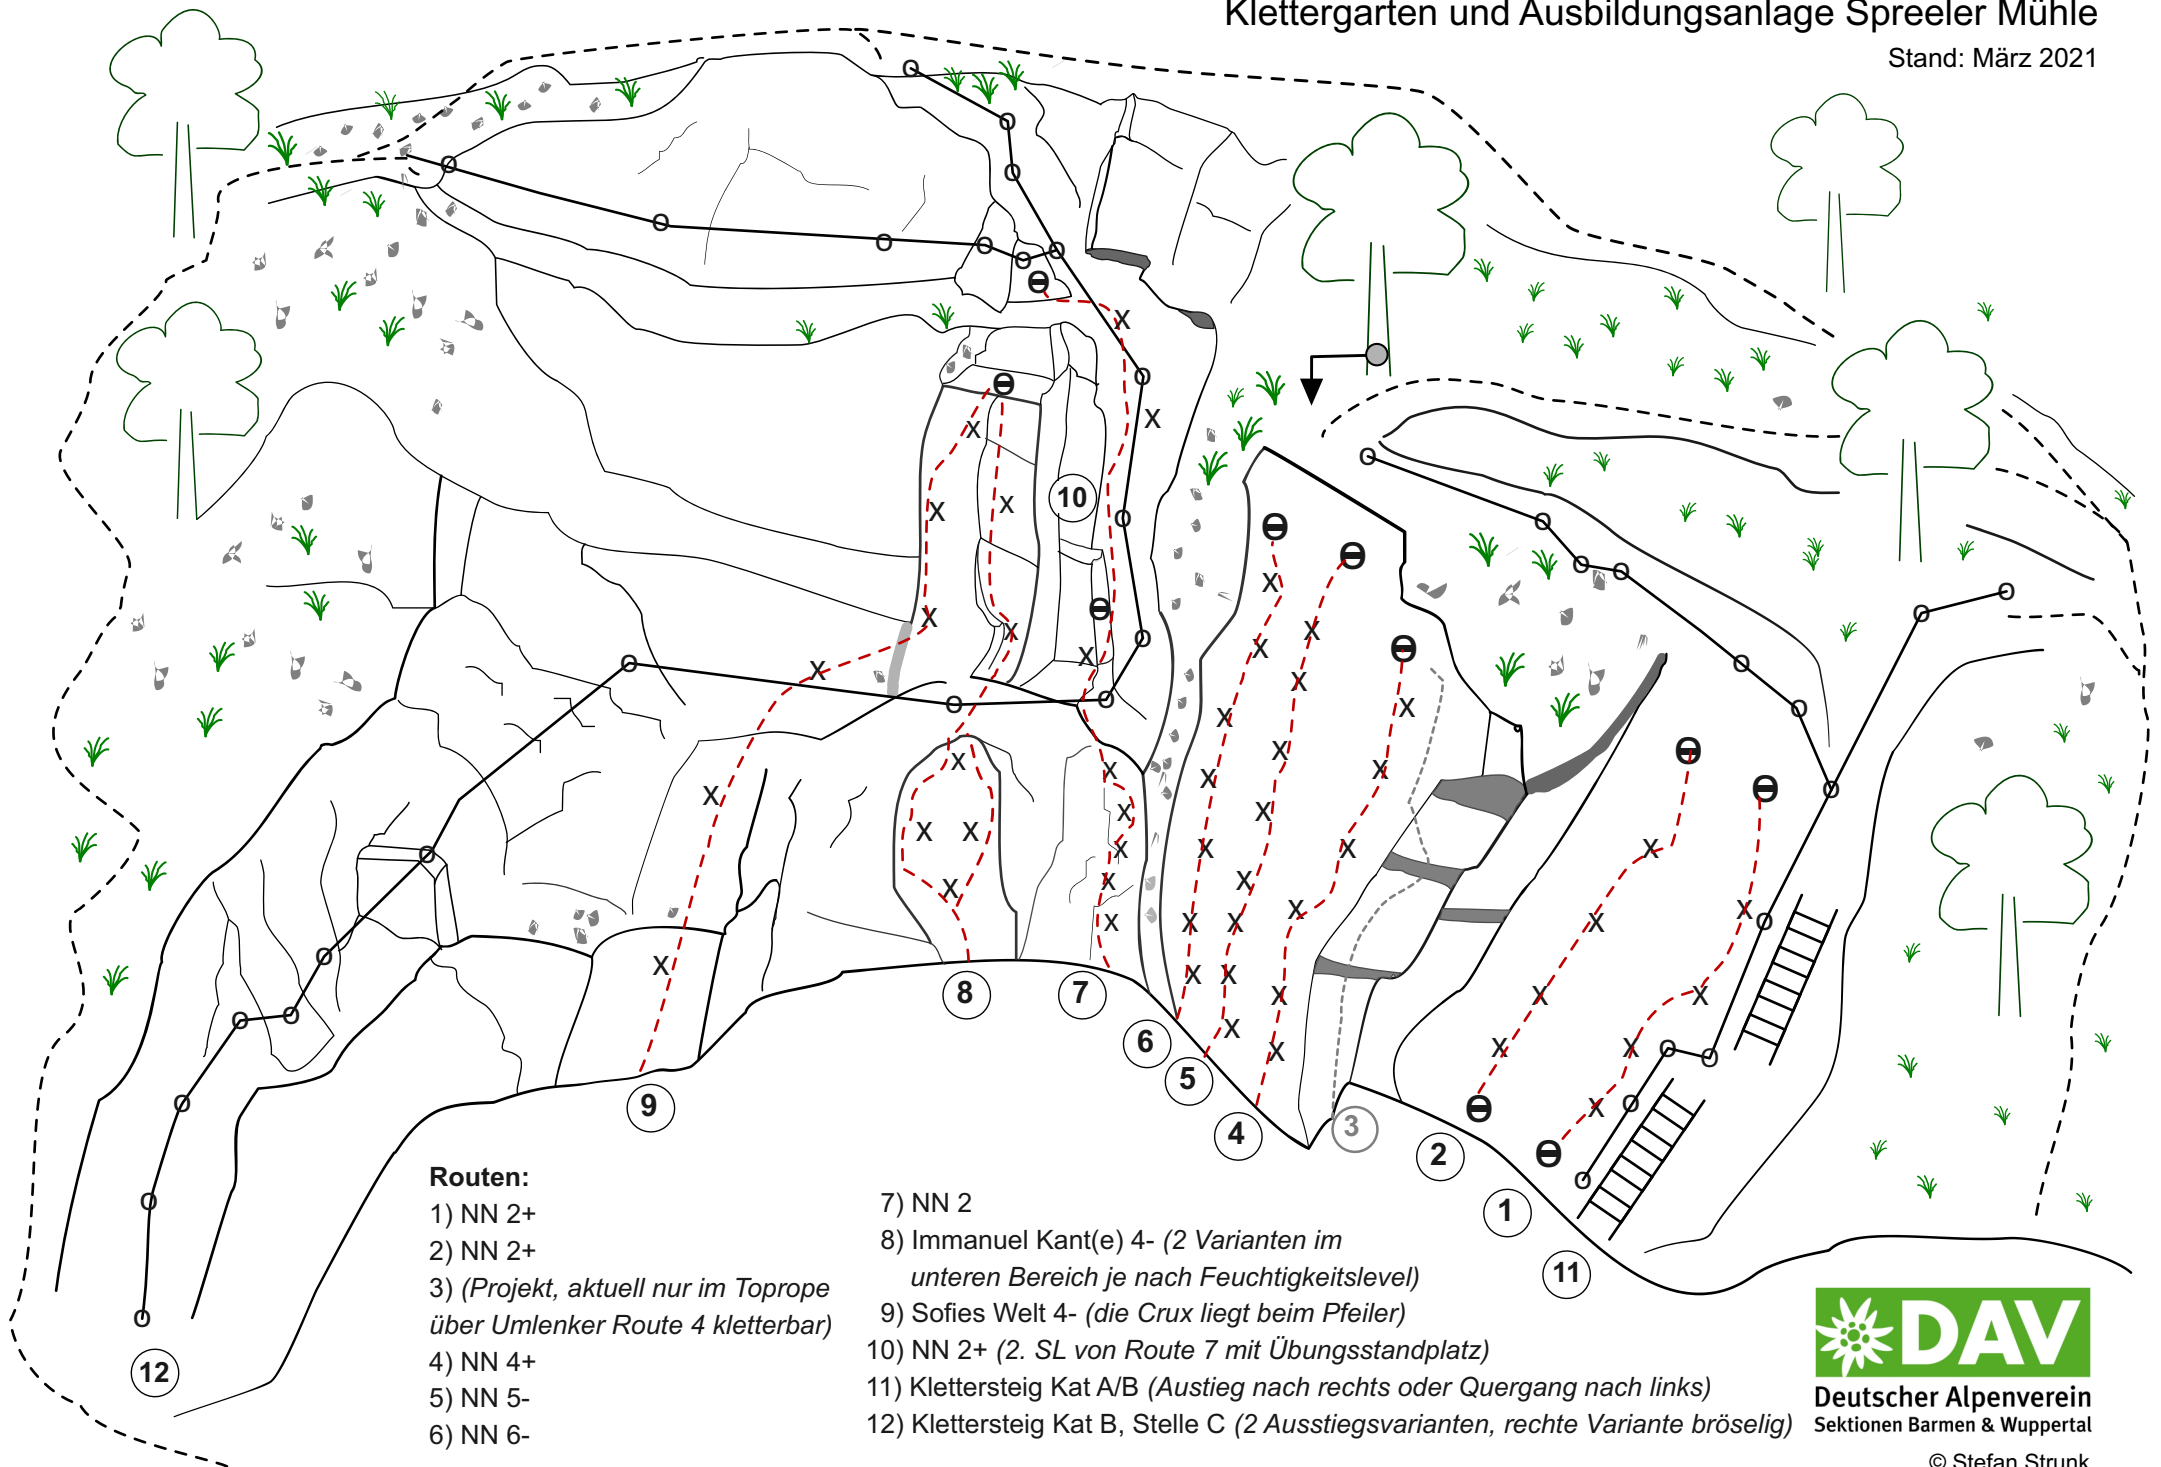 Klettergarten und Ausbildungsanlage Spreeler Mühle
Stand: März 2021
10
8
7
6
5
9
4
3
2
1
11
12
Routen:
1) NN 2+
2) NN 2+
3) (Projekt, aktuell nur im Toprope
über Umlenker Route 4 kletterbar)
4) NN 4+
5) NN 5-
6) NN 6-
7) NN 2
8) Immanuel Kant(e) 4- (2 Varianten im
unteren Bereich je nach Feuchtigkeitslevel)
9) Sofies Welt 4- (die Crux liegt beim Pfeiler)
10) NN 2+ (2. SL von Route 7 mit Übungsstandplatz)
11) Klettersteig Kat A/B (Austieg nach rechts oder Quergang nach links)
12) Klettersteig Kat B, Stelle C (2 Ausstiegsvarianten, rechte Variante bröselig)
DAV
Deutscher Alpenverein
Sektionen Barmen & Wuppertal
© Stefan Strunk